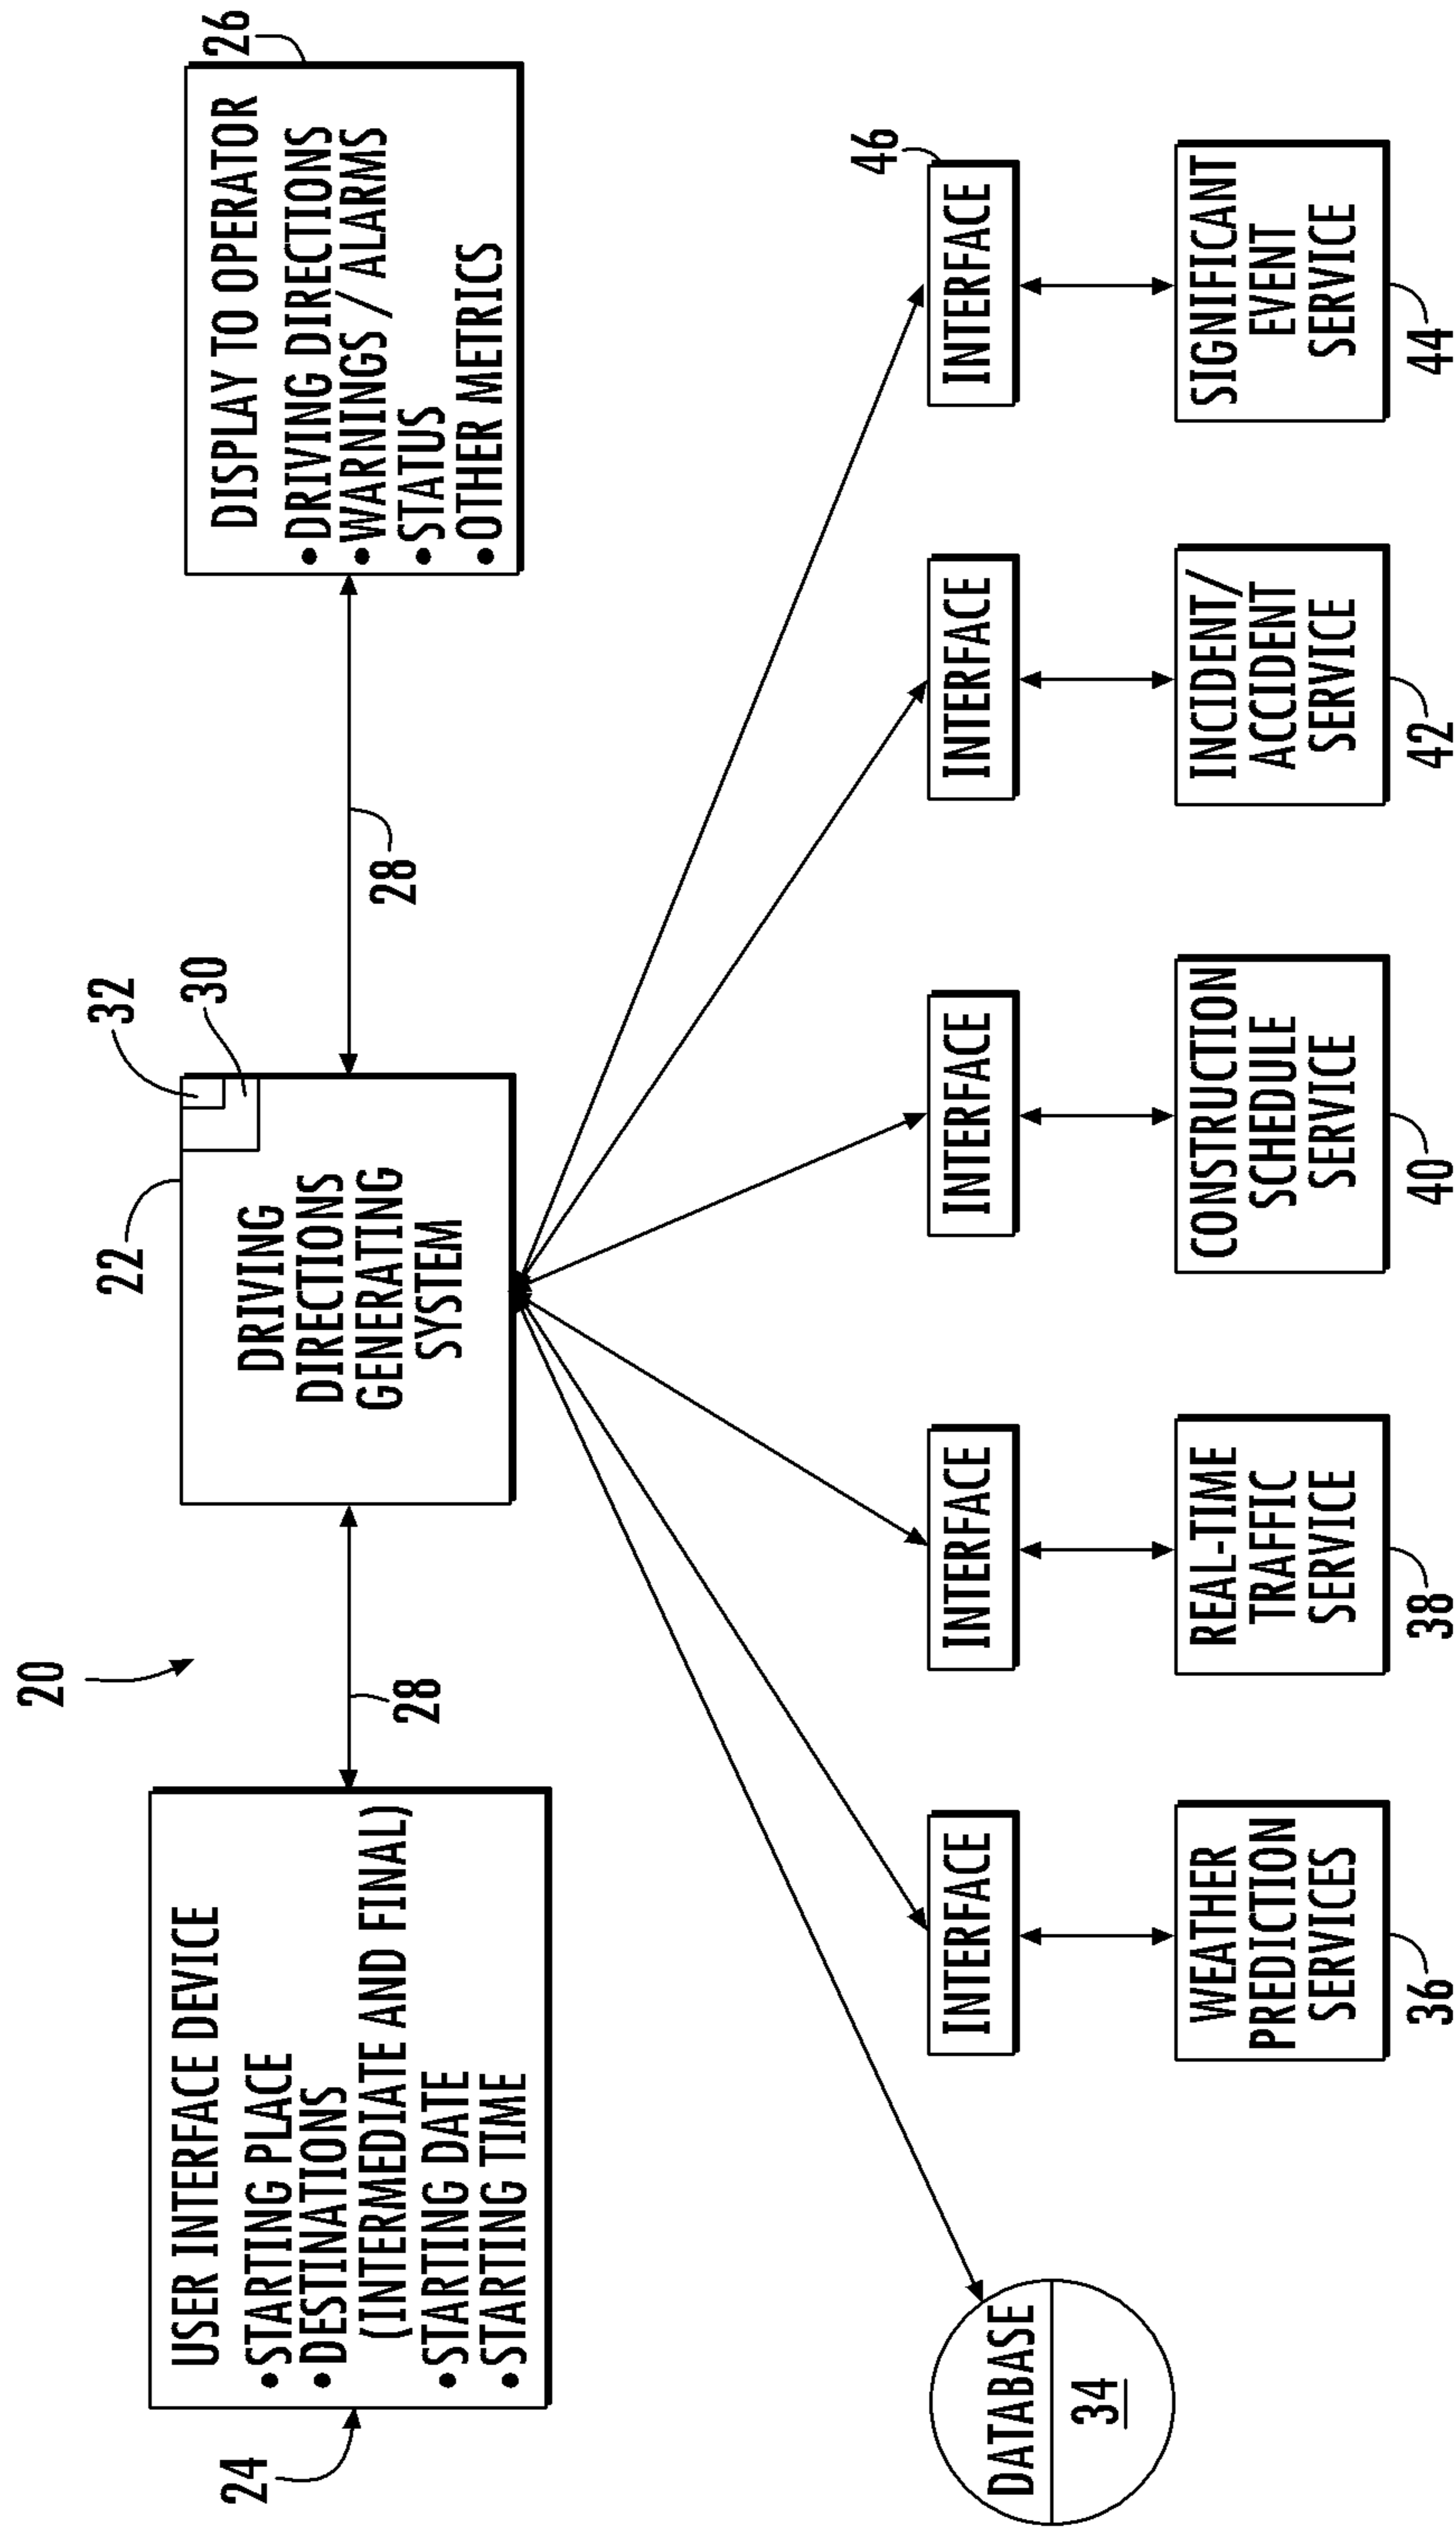 20
24
USER INTERFACE DEVICE
•STARTING PLACE
•DESTINATIONS
(INTERMEDIATE AND FINAL)
•STARTING DATE
•STARTING TIME
28
22
32
30
DRIVING
DIRECTIONS
GENERATING
SYSTEM
28
26
DISPLAY TO OPERATOR
•DRIVING DIRECTIONS
•WARNINGS / ALARMS
•STATUS
•OTHER METRICS
DATABASE
34
INTERFACE
WEATHER
PREDICTION
SERVICES
36
INTERFACE
REAL-TIME
TRAFFIC
SERVICE
38
INTERFACE
CONSTRUCTION
SCHEDULE
SERVICE
40
INTERFACE
INCIDENT/
ACCIDENT
SERVICE
42
46
INTERFACE
SIGNIFICANT
EVENT
SERVICE
44